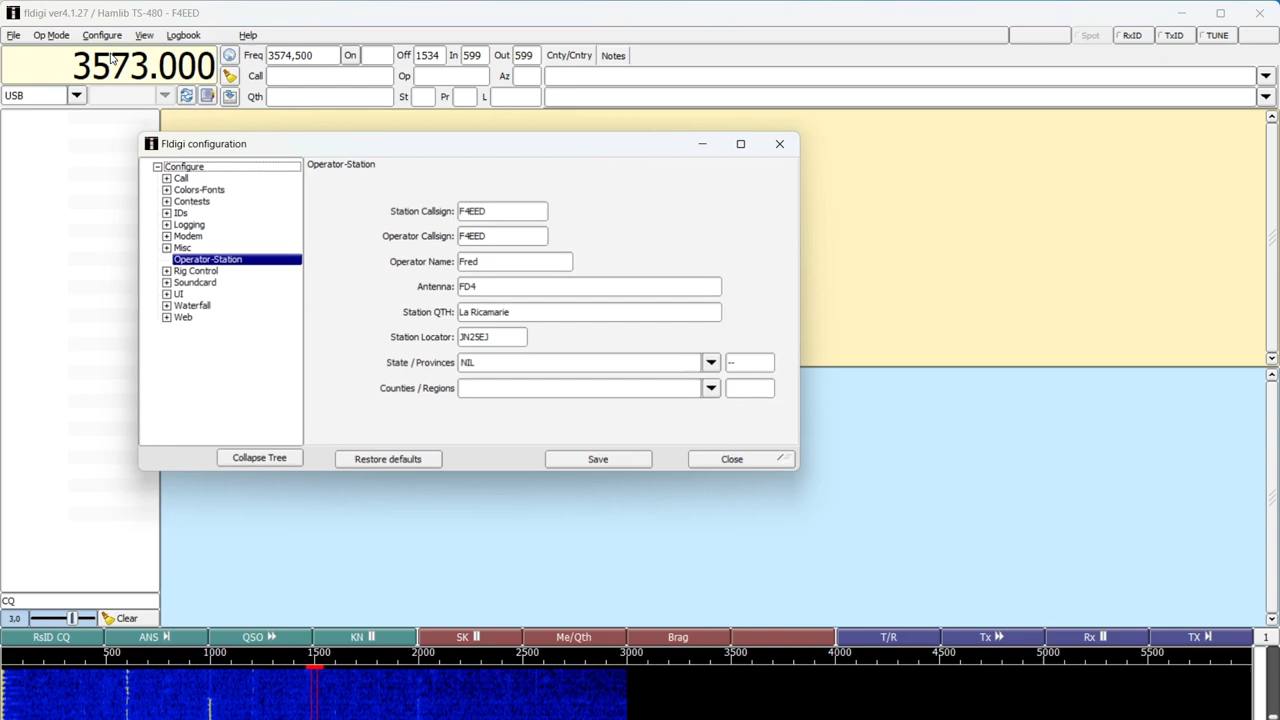 fldigi ver4.1.27 / Hamlib TS-480 - F4EED
File Op Mode Configure View Logbook Help
Spot RxID TxID TUNE
3573.000
Freq 3574,500 On Off 1534 In 599 Out 599 Cnty/Cntry Notes
Call Op Az
USB
Qth St Pr L
Fldigi configuration
Configure
Call
Colors-Fonts
Contests
IDs
Logging
Modem
Misc
Operator-Station
Rig Control
Soundcard
UI
Waterfall
Web
Operator-Station
Station Callsign: F4EED
Operator Callsign: F4EED
Operator Name: Fred
Antenna: FD4
Station QTH: La Ricamarie
Station Locator: JN25EJ
State / Provinces NIL --
Counties / Regions
Collapse Tree Restore defaults Save Close
CQ
3,0 Clear
RsID CQ ANS QSO KN SK Me/Qth Brag T/R Tx Rx TX 1
500 1000 1500 2000 2500 3000 3500 4000 4500 5000 5500